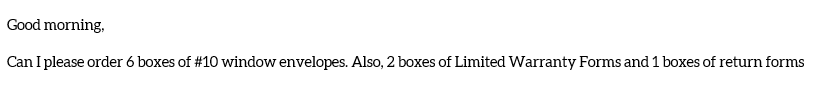 Good morning,
Can I please order 6 boxes of #10 window envelopes. Also, 2 boxes of Limited Warranty Forms and 1 boxes of return forms